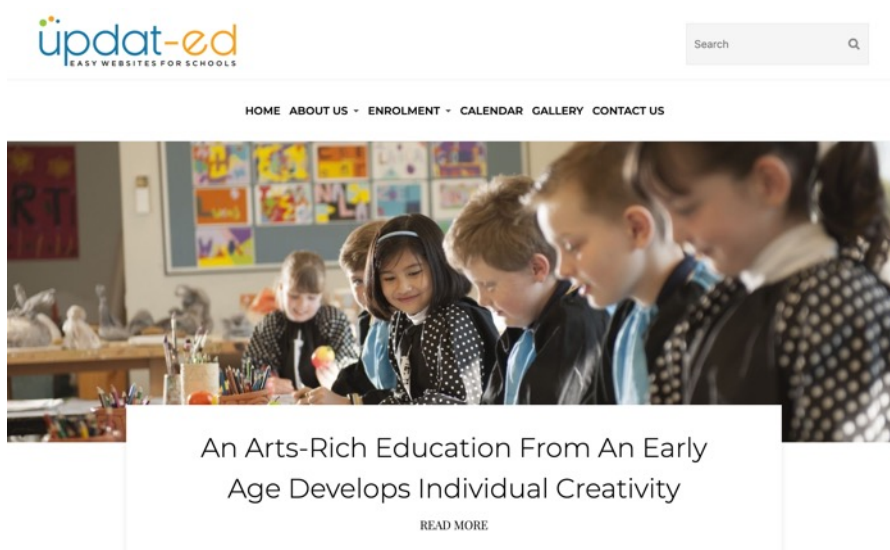 updat-ed
EASY WEBSITES FOR SCHOOLS
Search
HOME ABOUT US ENROLMENT CALENDAR GALLERY CONTACT US
An Arts-Rich Education From An Early
Age Develops Individual Creativity
READ MORE